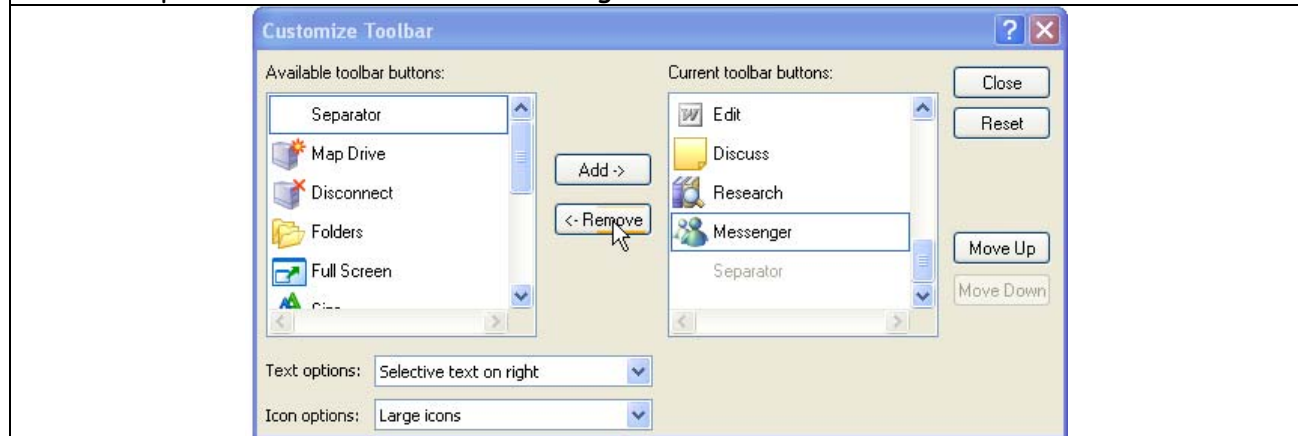 Customize Toolbar
Available toolbar buttons:
Separator
Map Drive
Disconnect
Folders
Full Screen
Add ->
<- Remove
Current toolbar buttons:
Edit
Discuss
Research
Messenger
Separator
Close
Reset
Move Up
Move Down
Text options: Selective text on right
Icon options: Large icons